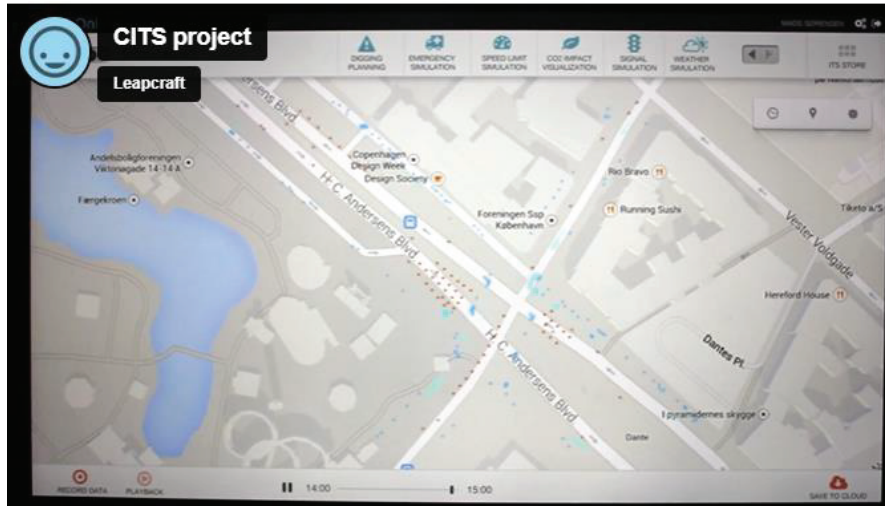 CITS project
Leapcraft
DIGGING
PLANNING
EMERGENCY
SIMULATION
SPEED LIMIT
SIMULATION
CO2 IMPACT
VISUALIZATION
SIGNAL
SIMULATION
WEATHER
SIMULATION
ITS STORE
Andersens Blvd
Andelsboligforeningen
Viktoriagade 14-14 A
Færgekroen
Copenhagen
Design Week
Design Society
H. C. Andersens Blvd
Foreningen Ssp
København
Rio Bravo
Running Sushi
Tiketo a/S
Vester Voldgade
Hereford House
Dantes Pl.
H. C. Andersens Blvd
I pyramidernes skygge
Dante
RECORD DATA
PLAYBACK
14:00
15:00
SAVE TO CLOUD